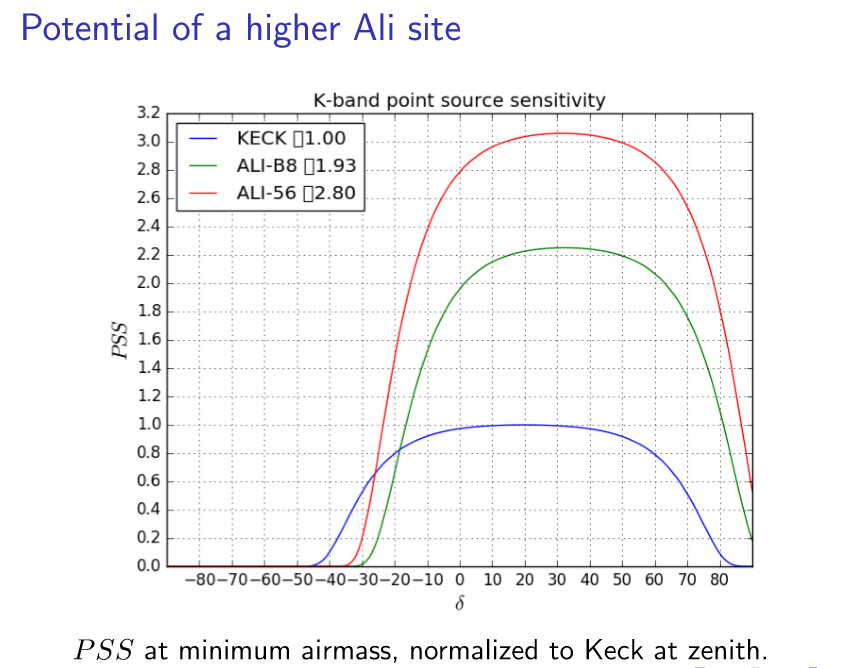 Potential of a higher Ali site
K-band point source sensitivity
3.2
3.0
2.8
2.6
2.4
2.2
2.0
1.8
1.6
1.4
1.2
1.0
0.8
0.6
0.4
0.2
0.0
KECK ▯1.00
ALI-B8 ▯1.93
ALI-56 ▯2.80
PSS
−80 −70 −60 −50 −40 −30 −20 −10 0 10 20 30 40 50 60 70 80
δ
PSS at minimum airmass, normalized to Keck at zenith.